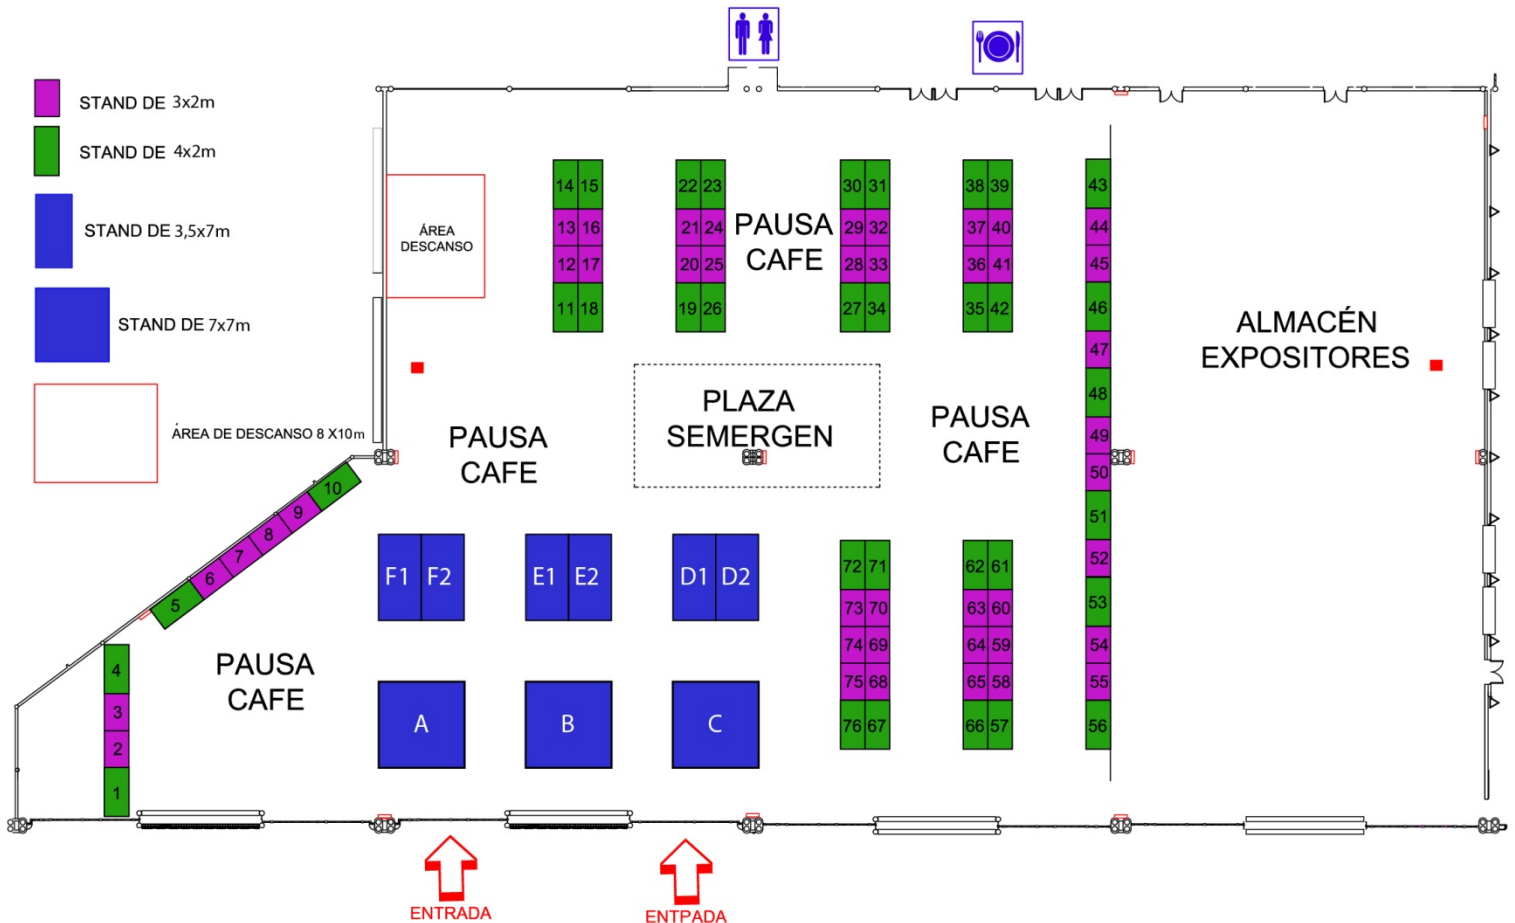 STAND DE 3x2m
STAND DE 4x2m
STAND DE 3,5x7m
STAND DE 7x7m
ÁREA DE DESCANSO 8 X10m
ÁREA
DESCANSO
14 15
13 16
12 17
11 18
22 23
21 24
20 25
19 26
PAUSA
CAFE
30 31
29 32
28 33
27 34
38 39
37 40
36 41
35 42
43
44
45
46
47
48
49
50
51
52
53
54
55
56
ALMACÉN
EXPOSITORES
PLAZA
SEMERGEN
PAUSA
CAFE
PAUSA
CAFE
10
9
8
7
6
5
4
3
2
1
PAUSA
CAFE
F1 F2
E1 E2
D1 D2
A
B
C
72 71
73 70
74 69
75 68
76 67
62 61
63 60
64 59
65 58
66 57
ENTRADA
ENTPADA